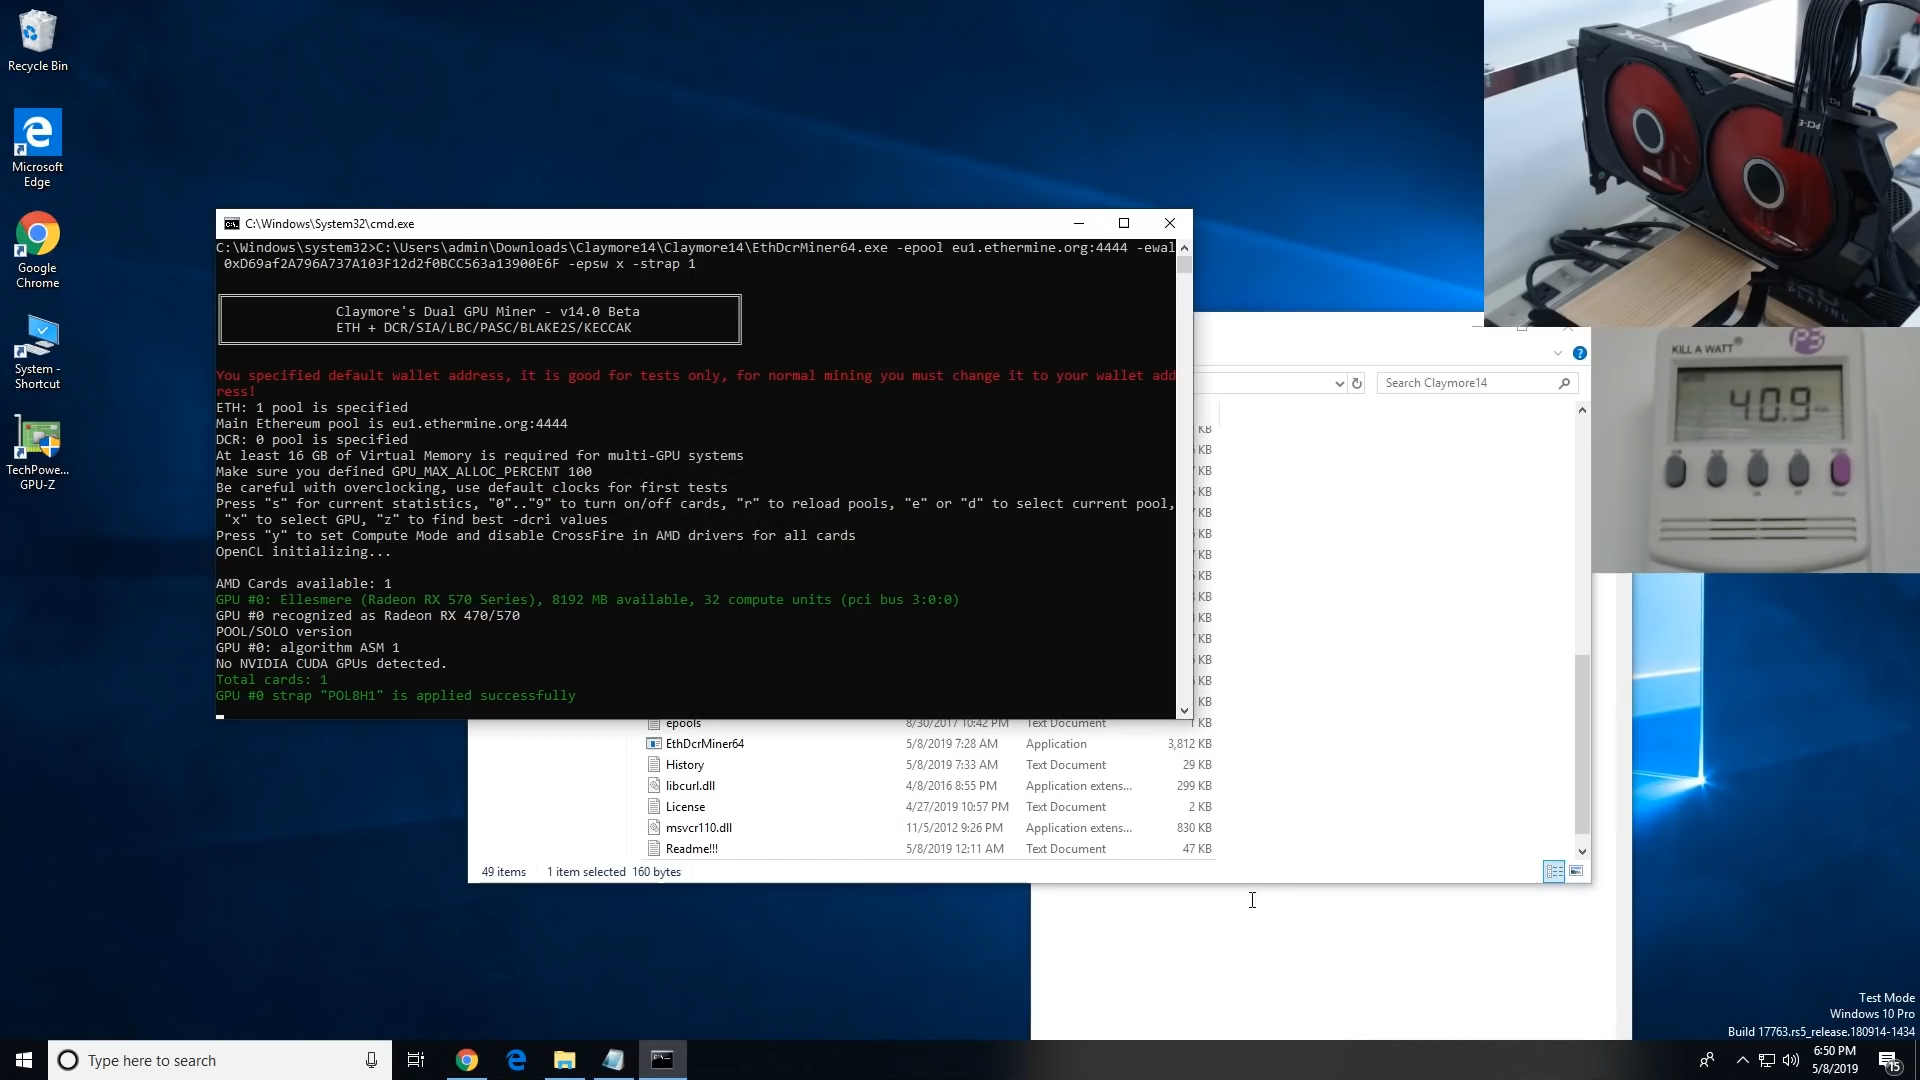 Recycle Bin
Microsoft
Edge
Google
Chrome
System -
Shortcut
TechPowe...
GPU-Z
C:\Windows\System32\cmd.exe
C:\Windows\system32>C:\Users\admin\Downloads\Claymore14\Claymore14\EthDcrMiner64.exe -epool eu1.ethermine.org:4444 -ewal
0xD69af2A796A737A103F12d2f0BCC563a13900E6F -epsw x -strap 1
Claymore's Dual GPU Miner - v14.0 Beta
ETH + DCR/SIA/LBC/PASC/BLAKE2S/KECCAK
You specified default wallet address, it is good for tests only, for normal mining you must change it to your wallet add
ress!
ETH: 1 pool is specified
Main Ethereum pool is eu1.ethermine.org:4444
DCR: 0 pool is specified
At least 16 GB of Virtual Memory is required for multi-GPU systems
Make sure you defined GPU_MAX_ALLOC_PERCENT 100
Be careful with overclocking, use default clocks for first tests
Press "s" for current statistics, "0".."9" to turn on/off cards, "r" to reload pools, "e" or "d" to select current pool,
"x" to select GPU, "z" to find best -dcri values
Press "y" to set Compute Mode and disable CrossFire in AMD drivers for all cards
OpenCL initializing...
AMD Cards available: 1
GPU #0: Ellesmere (Radeon RX 570 Series), 8192 MB available, 32 compute units (pci bus 3:0:0)
GPU #0 recognized as Radeon RX 470/570
POOL/SOLO version
GPU #0: algorithm ASM 1
No NVIDIA CUDA GPUs detected.
Total cards: 1
GPU #0 strap "POL8H1" is applied successfully
Search Claymore14
epools 8/30/2017 10:42 PM Text Document 1 KB
EthDcrMiner64 5/8/2019 7:28 AM Application 3,812 KB
History 5/8/2019 7:33 AM Text Document 29 KB
libcurl.dll 4/8/2016 8:55 PM Application extens... 299 KB
License 4/27/2019 10:57 PM Text Document 2 KB
msvcr110.dll 11/5/2012 9:26 PM Application extens... 830 KB
Readme!!! 5/8/2019 12:11 AM Text Document 47 KB
49 items 1 item selected 160 bytes
XFX
PCI-E
PLATINUM
KILL A WATT®
P3
40.9
Test Mode
Windows 10 Pro
Build 17763.rs5_release.180914-1434
Type here to search
6:50 PM
5/8/2019
15